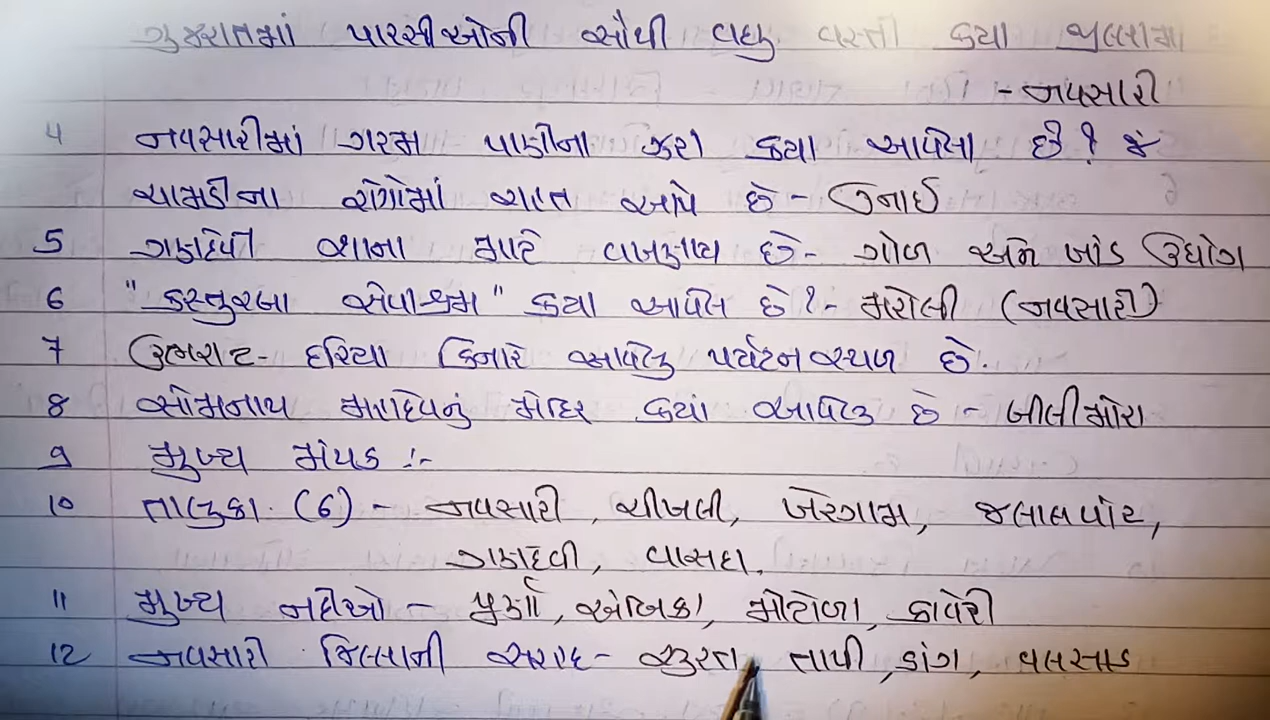 ગુજરાતમાં પારસીઓની સૌથી વધુ વસ્તી કયા જીલ્લામાં
- નવસારી
4 નવસારીમાં ગરમ પાણીના ઝરા કયા આવેલા છે ? જે
ચામડીના રોગોમાં રાહત આપે છે - ઉનાઈ
5 ગણદેવી શાના માટે વખણાય છે - ગોળ અને ખાંડ ઉદ્યોગ
6 "કસ્તુરબા સેવાશ્રમ" કયા આવેલ છે ?- મરોલી (નવસારી)
7 ઉભરાટ- દરિયા કિનારે આવેલુ પર્યટન સ્થળ છે.
8 સોમનાથ મહાદેવનું મંદિર કયાં આવેલુ છે - બીલીમોરા
9 મુખ્ય મંથક :-
10 તાલુકા. (6) - નવસારી, ચીખલી, ખેરગામ, જલાલપોર,
ગણદેવી, વાસદા.
11 મુખ્ય નદીઓ - પુર્ણા, અંબિકા, મીંઢોળા, કાવેરી
12 નવસારી જિલ્લાની સરહદ - સુરત, તાપી, ડાંગ, વલસાડ